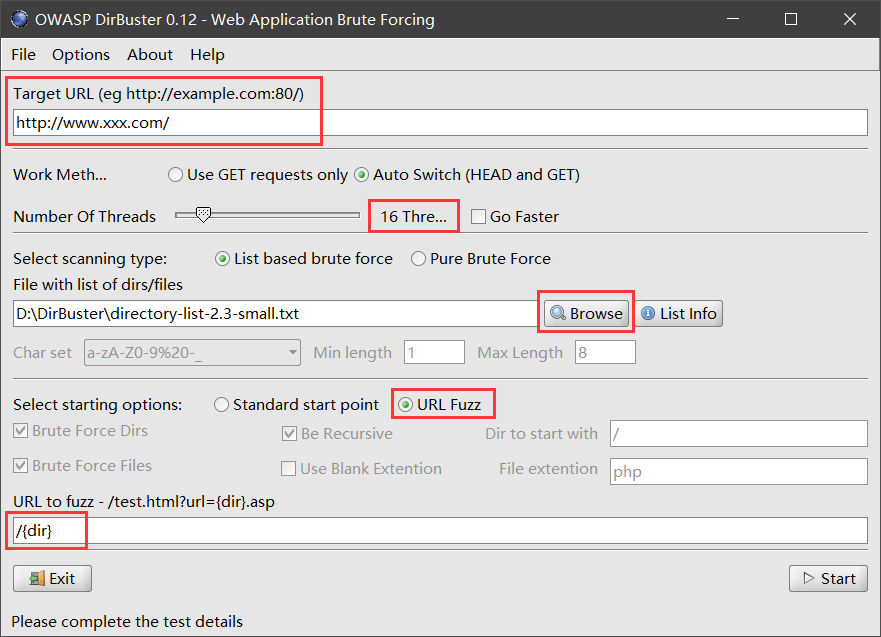 OWASP DirBuster 0.12 - Web Application Brute Forcing
File Options About Help
Target URL (eg http://example.com:80/)
http://www.xxx.com/
Work Meth... Use GET requests only Auto Switch (HEAD and GET)
Number Of Threads 16 Thre... Go Faster
Select scanning type: List based brute force Pure Brute Force
File with list of dirs/files
D:\DirBuster\directory-list-2.3-small.txt Browse List Info
Char set a-zA-Z0-9%20-_ Min length 1 Max Length 8
Select starting options: Standard start point URL Fuzz
Brute Force Dirs Be Recursive Dir to start with /
Brute Force Files Use Blank Extention File extention php
URL to fuzz - /test.html?url={dir}.asp
/{dir}
Exit Start
Please complete the test details